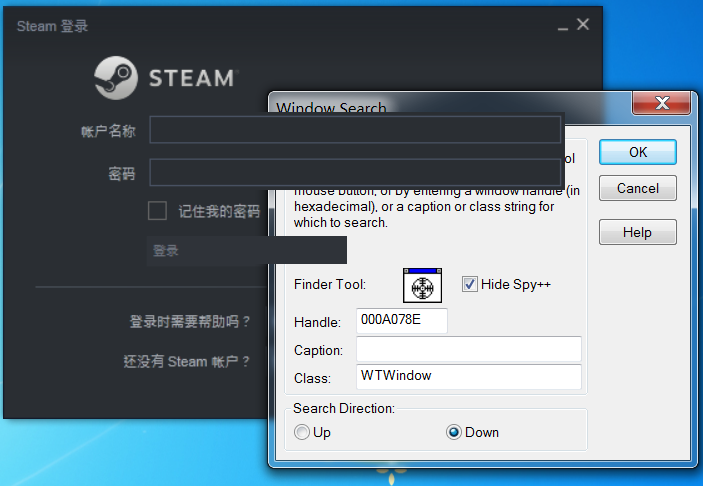 Steam 登录
STEAM
帐户名称
密码
记住我的密码
登录
登录时需要帮助吗？
还没有 Steam 帐户？
Window Search
ol
mouse button, or by entering a window handle (in
hexadecimal), or a caption or class string for
which to search.
Finder Tool:
Hide Spy++
Handle: 000A078E
Caption:
Class: WTWindow
Search Direction:
Up
Down
OK
Cancel
Help